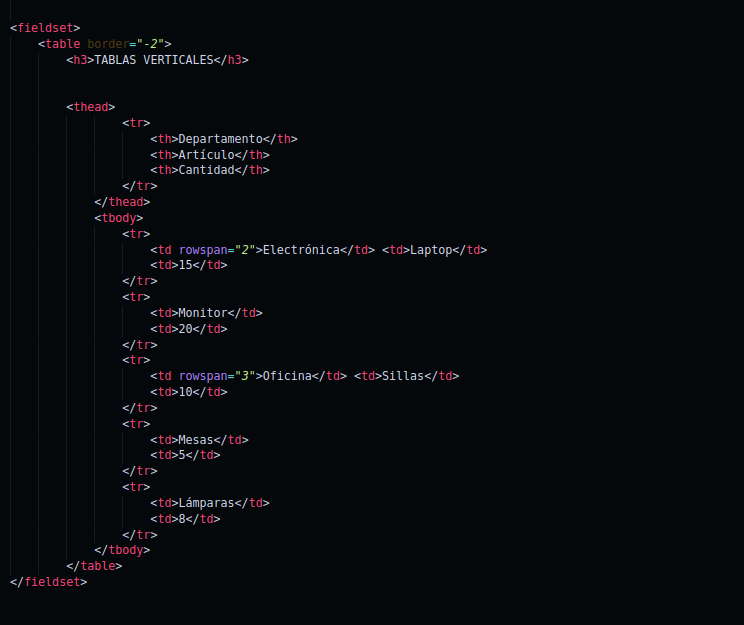 <fieldset>
<table border="-2">
<h3>TABLAS VERTICALES</h3>
<thead>
<tr>
<th>Departamento</th>
<th>Artículo</th>
<th>Cantidad</th>
</tr>
</thead>
<tbody>
<tr>
<td rowspan="2">Electrónica</td> <td>Laptop</td>
<td>15</td>
</tr>
<tr>
<td>Monitor</td>
<td>20</td>
</tr>
<tr>
<td rowspan="3">Oficina</td> <td>Sillas</td>
<td>10</td>
</tr>
<tr>
<td>Mesas</td>
<td>5</td>
</tr>
<tr>
<td>Lámparas</td>
<td>8</td>
</tr>
</tbody>
</table>
</fieldset>